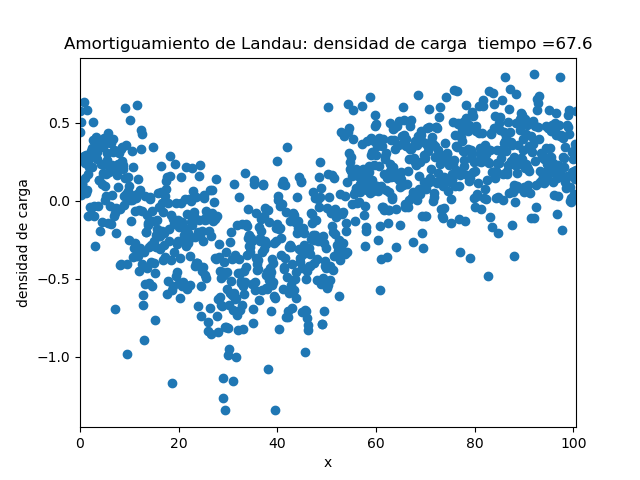 Amortiguamiento de Landau: densidad de carga  tiempo =67.6
densidad de carga
0.5
0.0
−0.5
−1.0
0 20 40 60 80 100
x